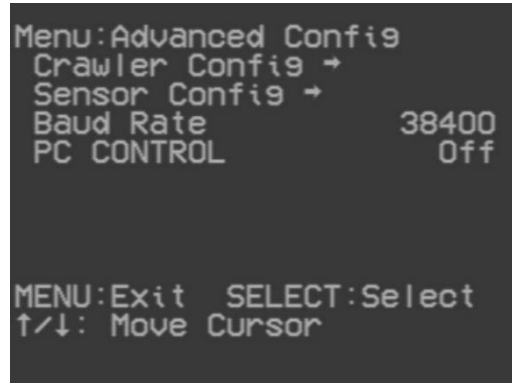 Menu:Advanced Config
Crawler Config →
Sensor Config →
Baud Rate 38400
PC CONTROL Off
MENU:Exit SELECT:Select
↑/↓: Move Cursor